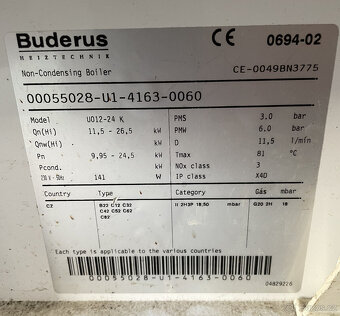 Buderus
HEIZTECHNIK
CE 0694-02
Non-Condensing Boiler CE-0049BN3775
00055028-U1-4163-0060
Model U012-24 K PMS 3.0 bar
Qn(Hi) 11,5 - 26,5 kW PMW 6.0 bar
Qnw(Hi) kW D 11,5 l/min
Pn 9,95 - 24,5 kW Tmax 81 °C
Pcond. kW NOx class 3
230 V - 50Hz 141 W IP class X4D
Country Type Category Gas mbar
CZ B22 C12 C32 II 2H3P 18,50 mbar G20 2H 18
C42 C52 C62
C82
Each type is applicable to the various countries
00055028-U1-4163-0060
04829226